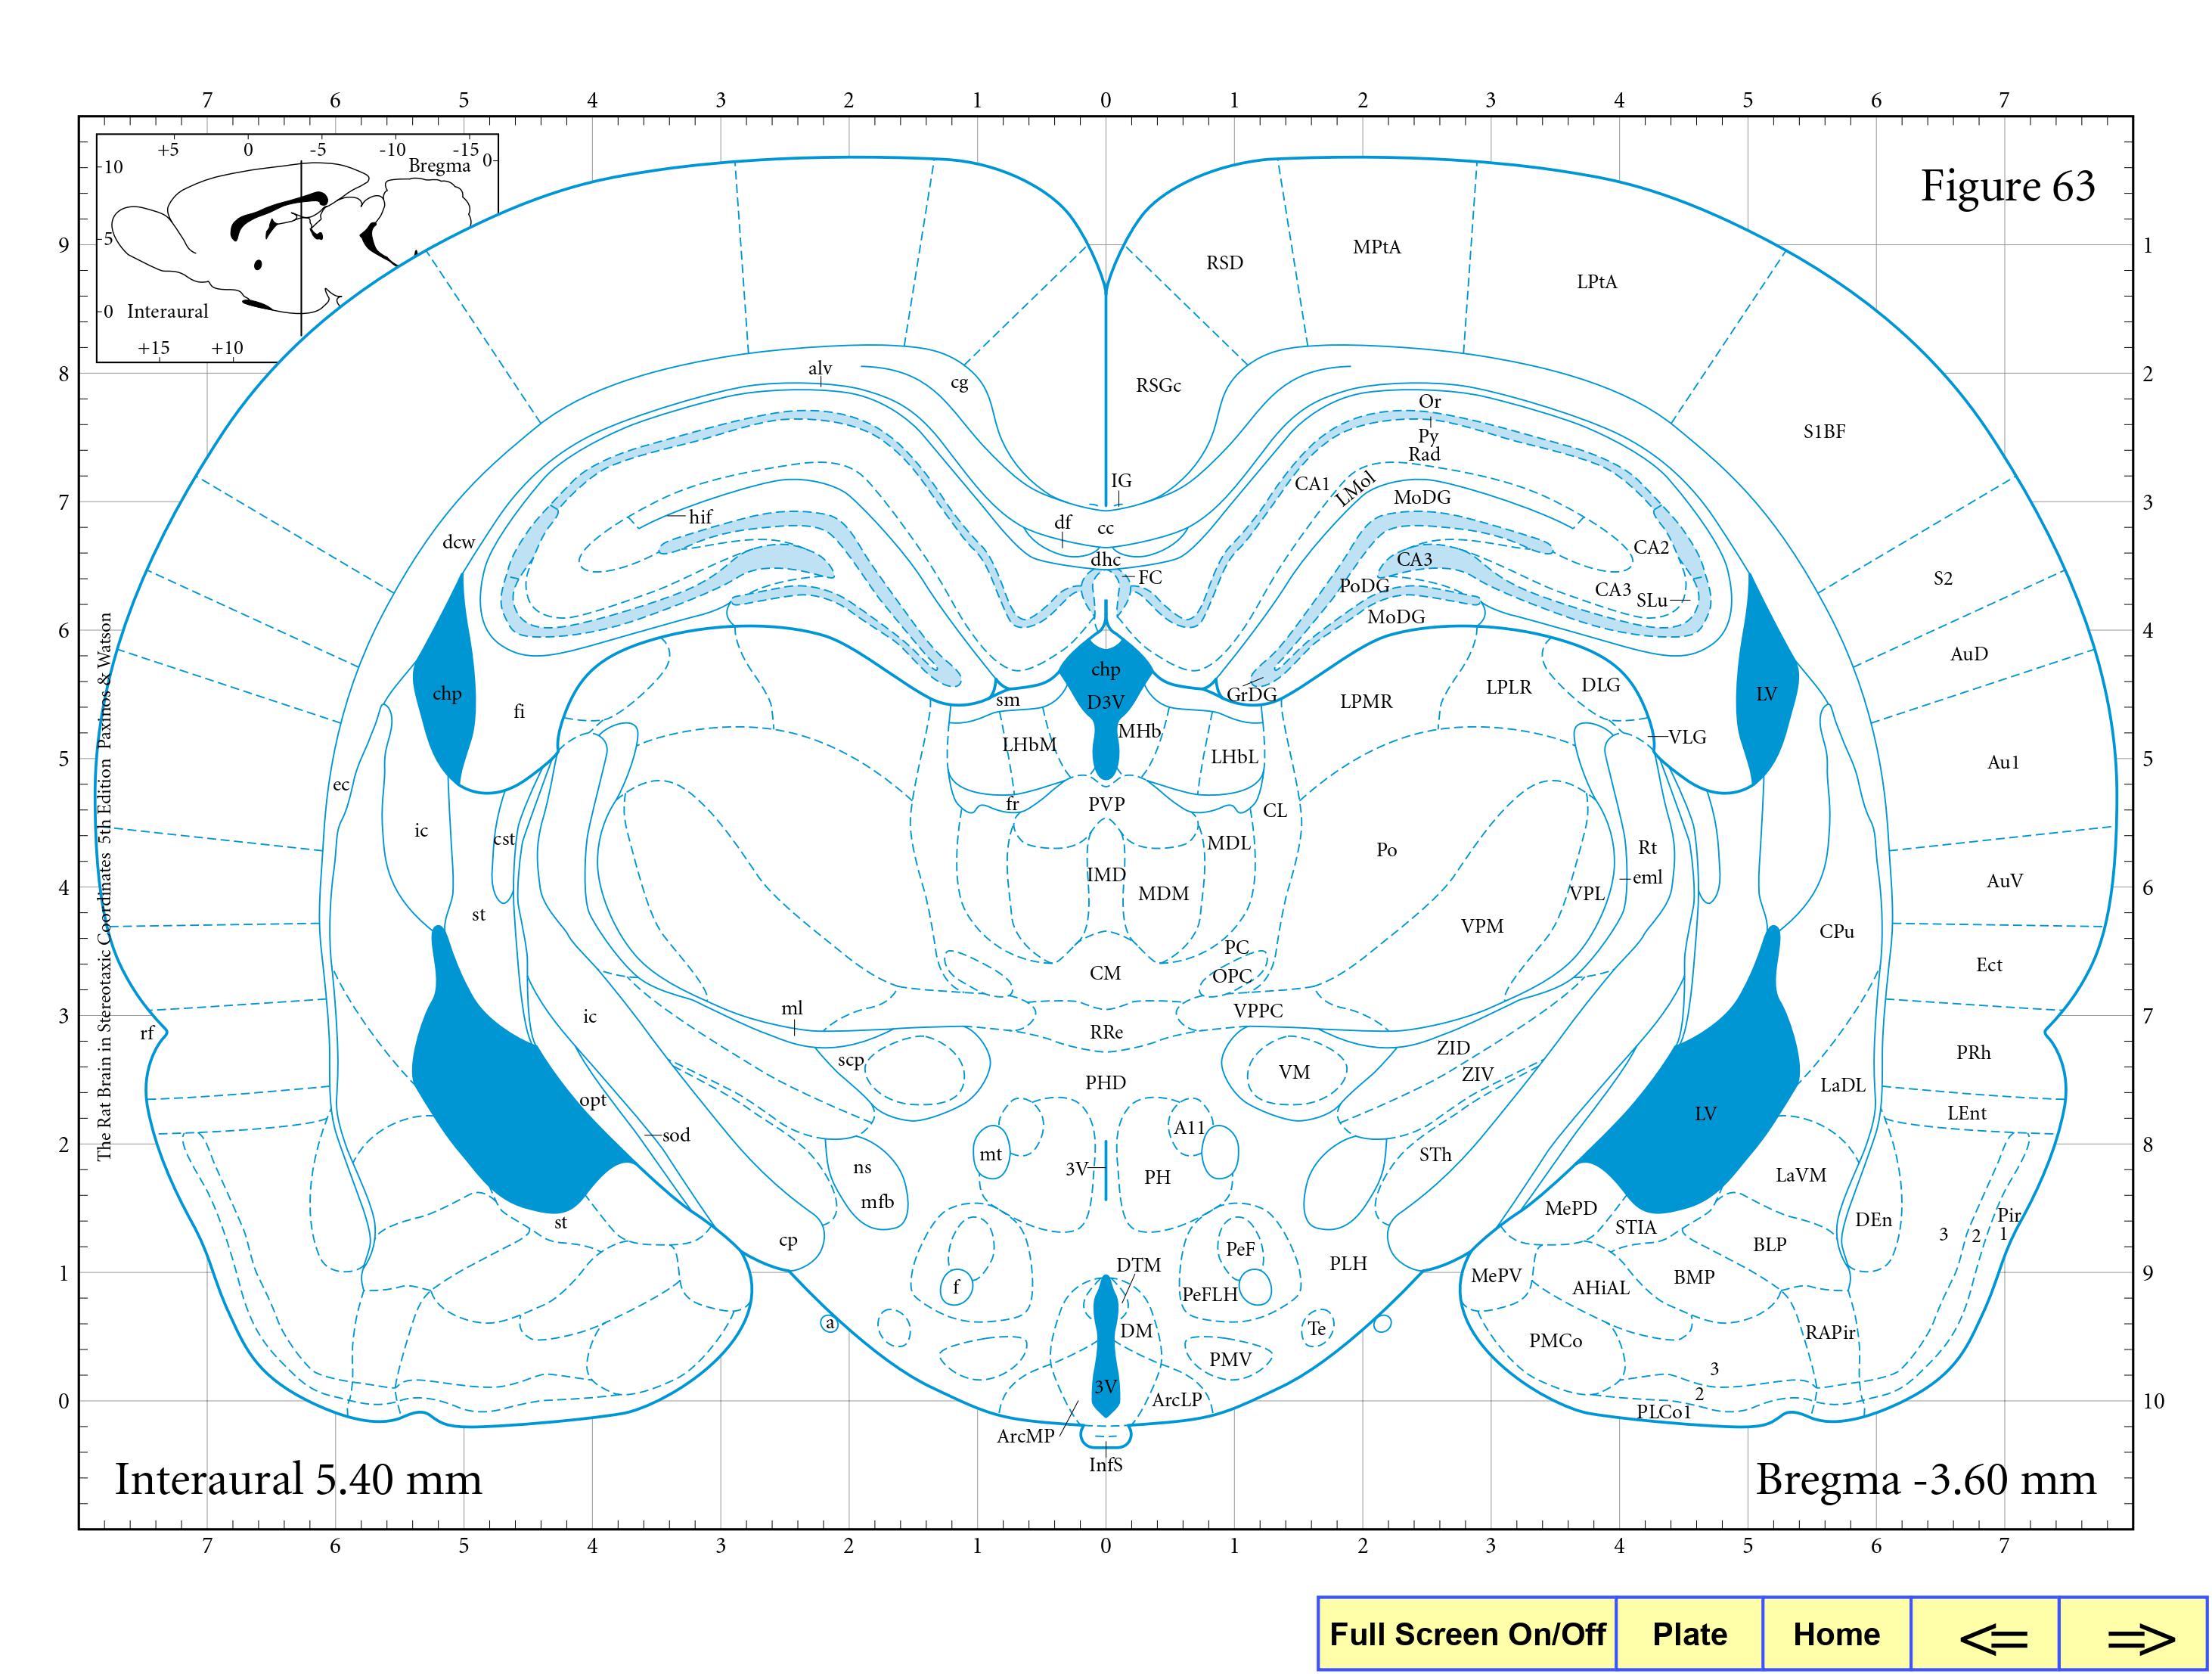 7 6 5 4 3 2 1 0 1 2 3 4 5 6 7
+5 0 -5 -10 -15
Bregma 0
10
5
0 Interaural
+15 +10
Figure 63
9 1
8 2
7 3
6 4
5 5
4 6
3 7
2 8
1 9
0 10
RSD MPtA LPtA
alv cg RSGc
Or
Py
Rad
S1BF
IG CA1 LMol MoDG
hif df cc
dcw dhc CA3 CA2
FC PoDG CA3 SLu S2
MoDG
The Rat Brain in Stereotaxic Coordinates 5th Edition Paxinos & Watson
AuD
chp fi sm chp GrDG LPMR LPLR DLG LV
D3V
LHbM MHb LHbL VLG
Au1
ec fr PVP CL
ic cst MDL Po Rt
IMD eml AuV
MDM VPL
st VPM CPu
PC
CM OPC Ect
ic ml VPPC
rf RRe
scp ZID PRh
VM ZIV
PHD LaDL
opt LV LEnt
sod A11
mt STh
ns 3V PH LaVM
mfb MePD
st STIA DEn Pir
3 2 1
cp PeF BLP
DTM PLH
f MePV BMP
PeFLH AHiAL
a DM Te PMCo RAPir
PMV
3
3V ArcLP 2
PLCo1
ArcMP
InfS
Interaural 5.40 mm
Bregma -3.60 mm
7 6 5 4 3 2 1 0 1 2 3 4 5 6 7
Full Screen On/Off Plate Home